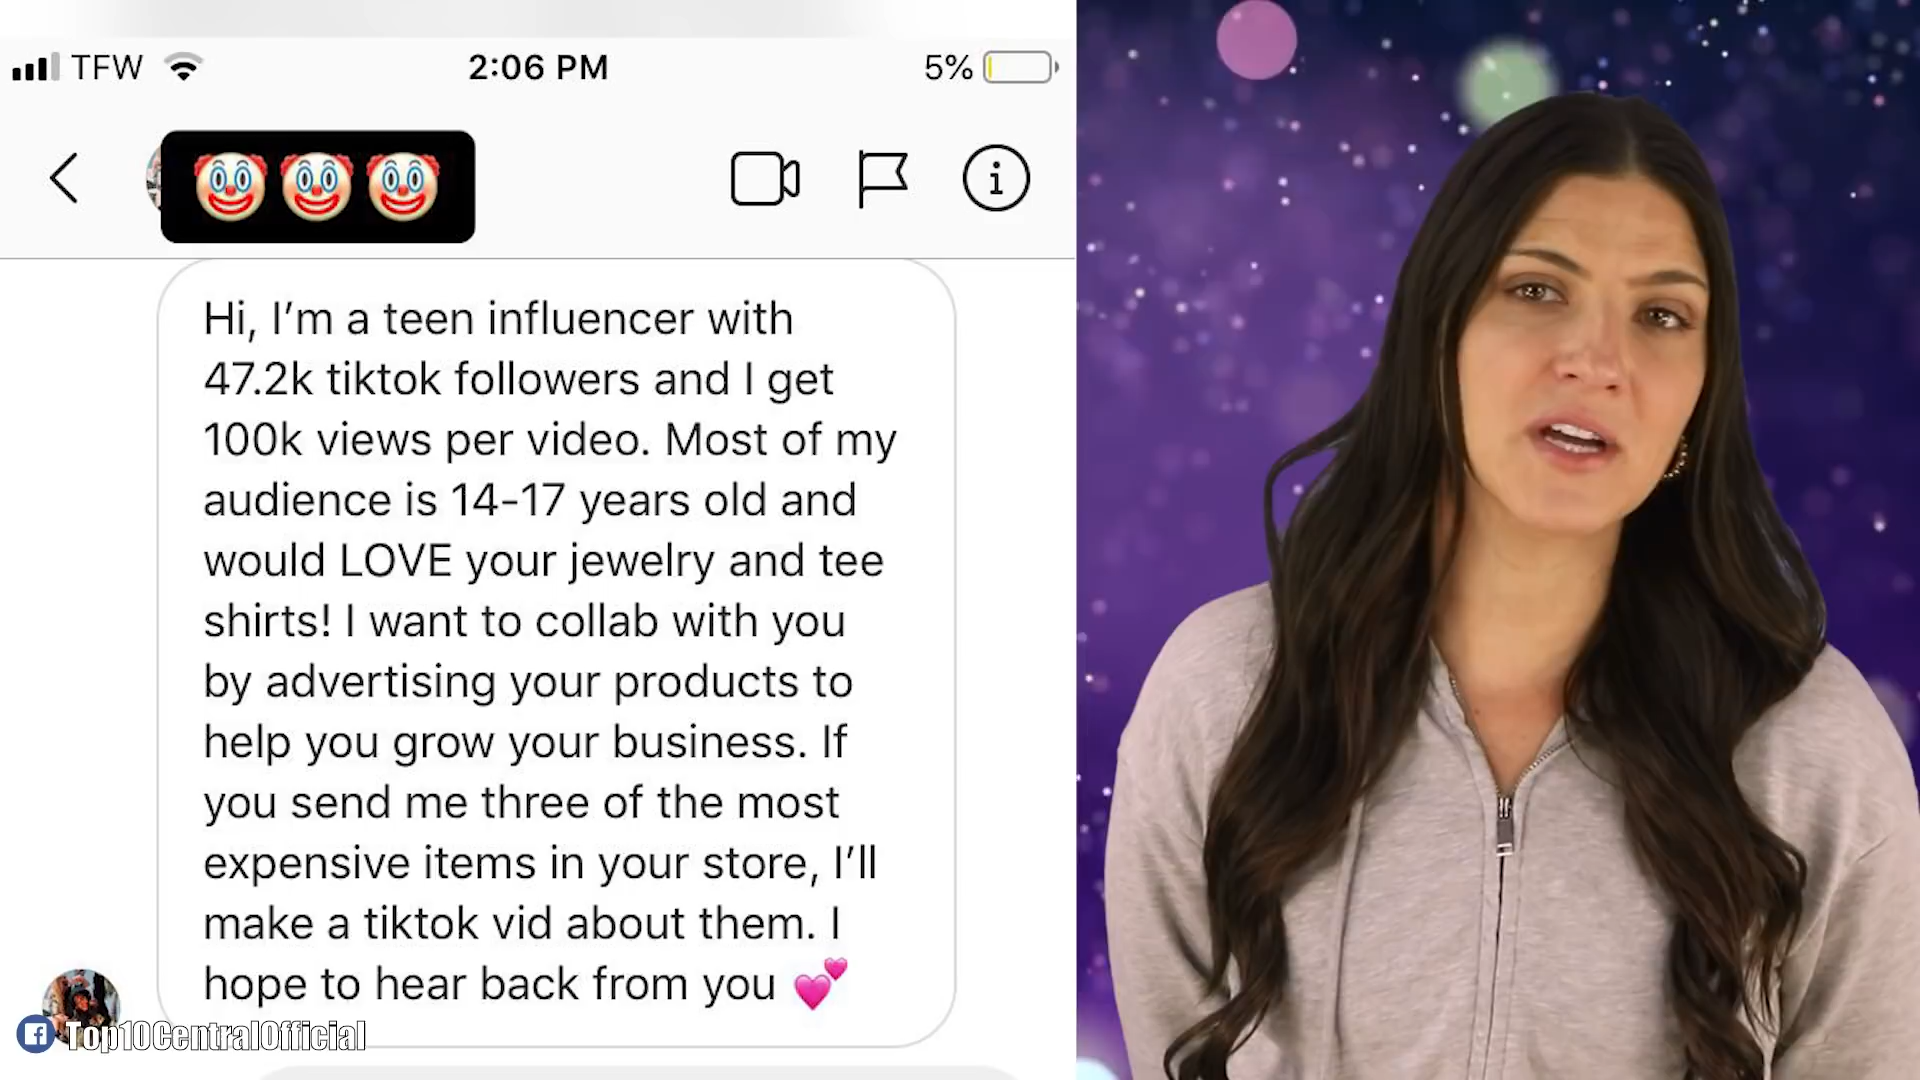 TFW 2:06 PM 5%
Hi, I’m a teen influencer with
47.2k tiktok followers and I get
100k views per video. Most of my
audience is 14-17 years old and
would LOVE your jewelry and tee
shirts! I want to collab with you
by advertising your products to
help you grow your business. If
you send me three of the most
expensive items in your store, I’ll
make a tiktok vid about them. I
hope to hear back from you 💕
Top10CentralOfficial